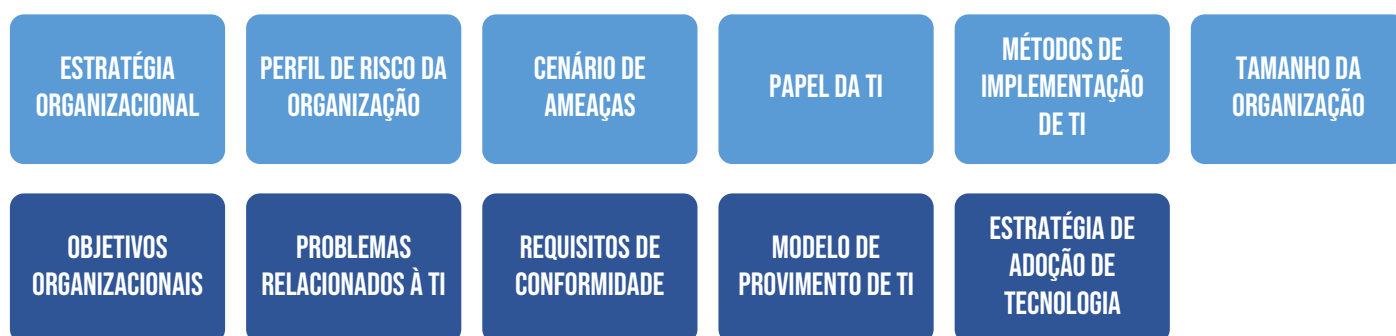 ESTRATÉGIA
ORGANIZACIONAL
PERFIL DE RISCO DA
ORGANIZAÇÃO
CENÁRIO DE
AMEAÇAS
PAPEL DA TI
MÉTODOS DE
IMPLEMENTAÇÃO
DE TI
TAMANHO DA
ORGANIZAÇÃO
OBJETIVOS
ORGANIZACIONAIS
PROBLEMAS
RELACIONADOS À TI
REQUISITOS DE
CONFORMIDADE
MODELO DE
PROVIMENTO DE TI
ESTRATÉGIA DE
ADOÇÃO DE
TECNOLOGIA